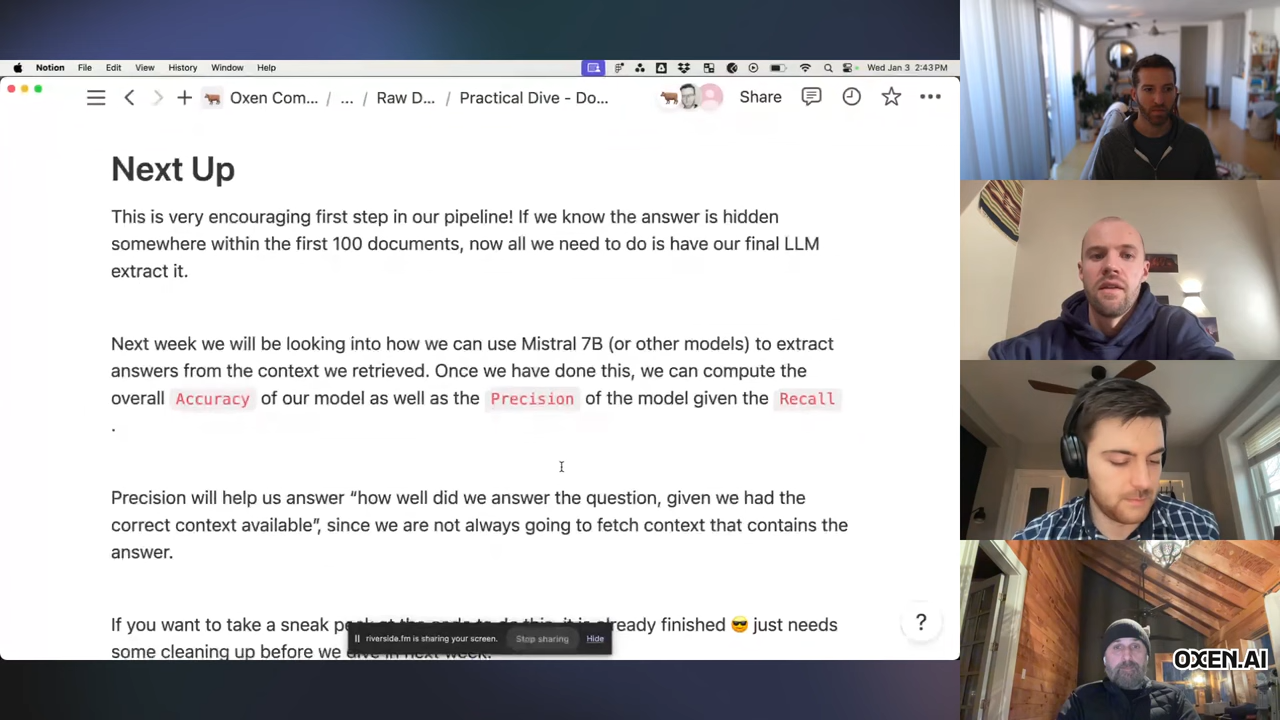 Notion File Edit View History Window Help Wed Jan 3 2:43 PM
Oxen Com... / ... / Raw D... / Practical Dive - Do... Share
Next Up
This is very encouraging first step in our pipeline! If we know the answer is hidden
somewhere within the first 100 documents, now all we need to do is have our final LLM
extract it.
Next week we will be looking into how we can use Mistral 7B (or other models) to extract
answers from the context we retrieved. Once we have done this, we can compute the
overall Accuracy of our model as well as the Precision of the model given the Recall
.
Precision will help us answer “how well did we answer the question, given we had the
correct context available”, since we are not always going to fetch context that contains the
answer.
If you want to take a sneak already finished 😎 just needs
riverside.fm is sharing your screen. Stop sharing Hide
some cleaning up before we
?
OXEN.AI